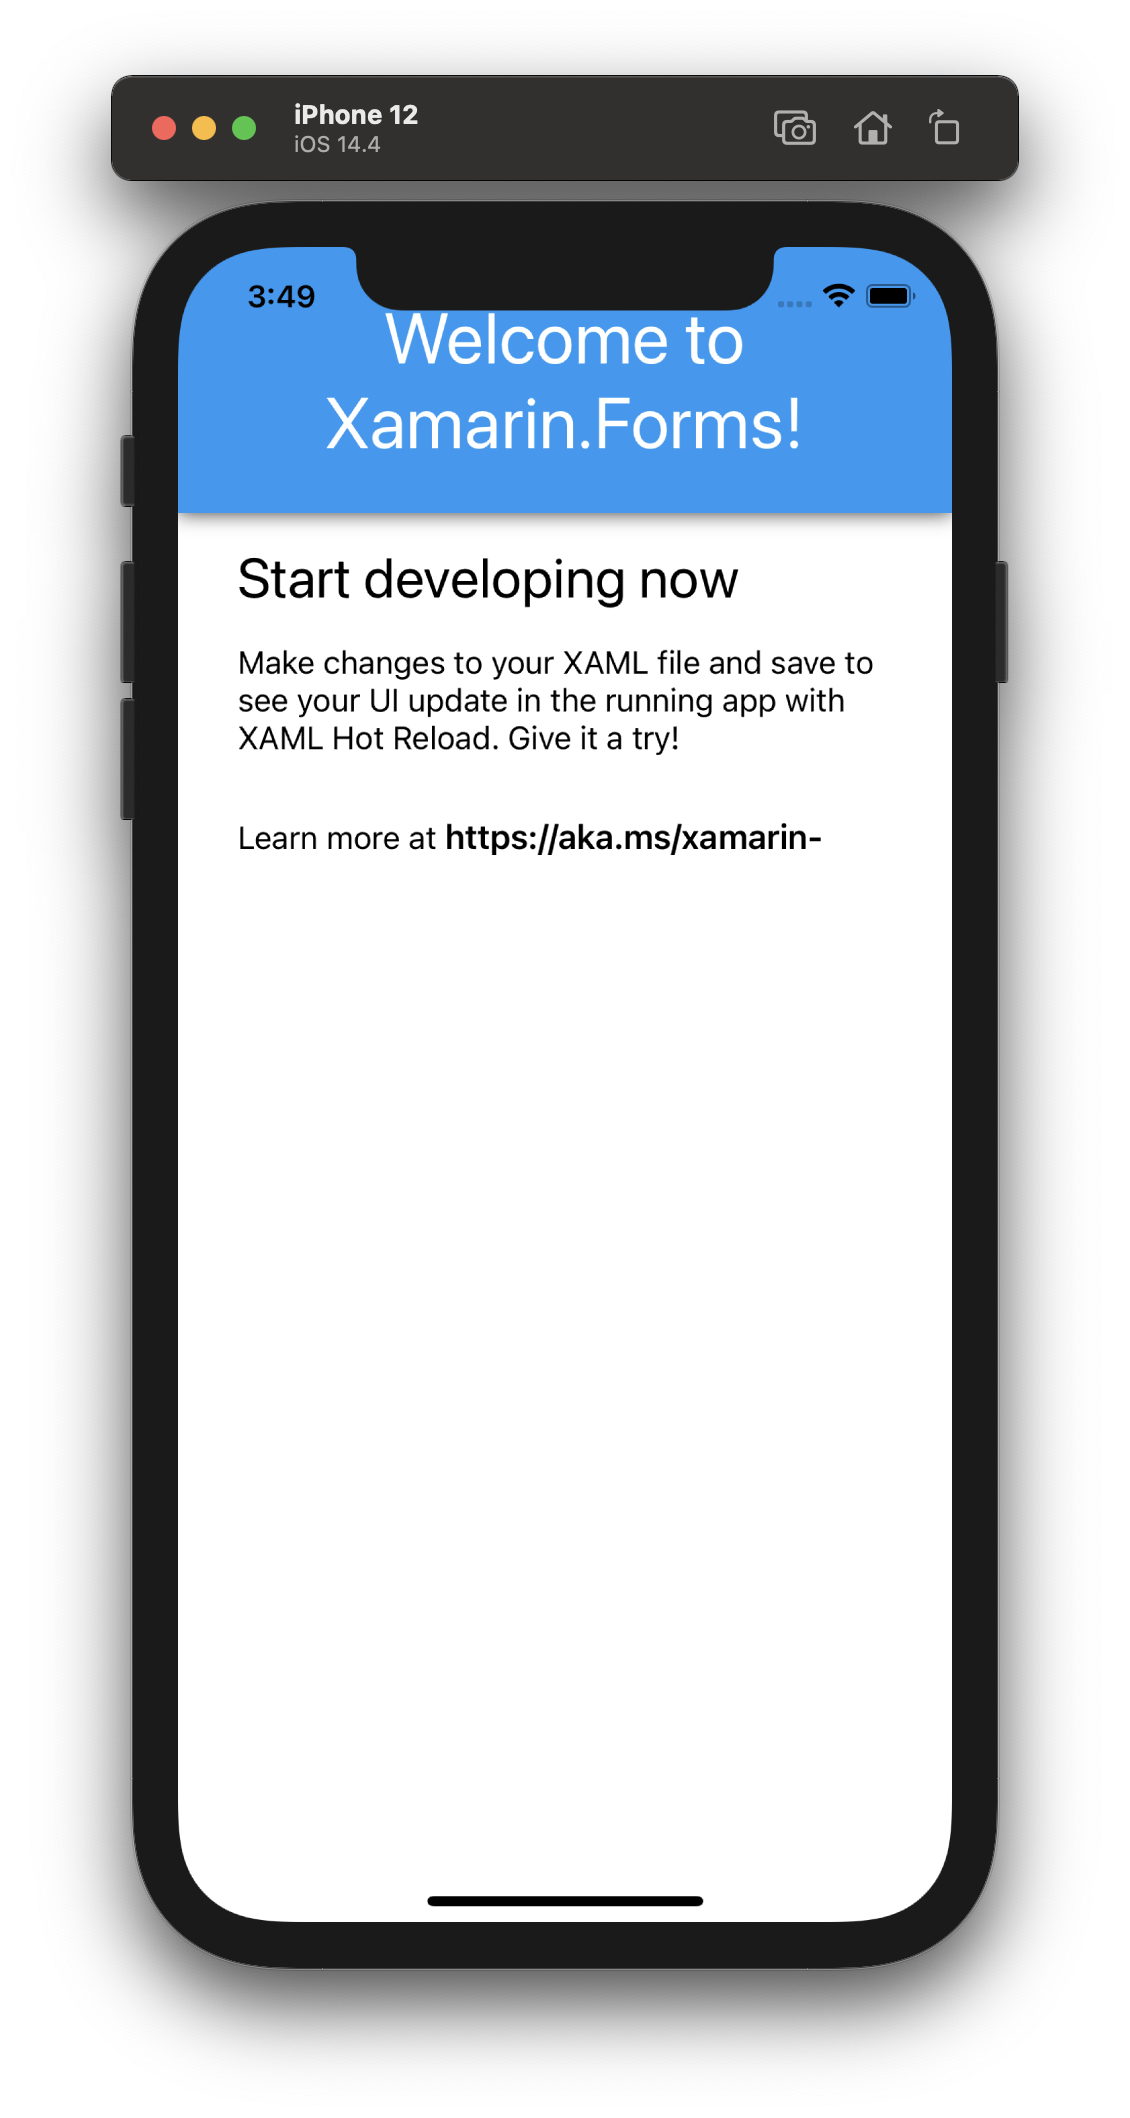 iPhone 12
iOS 14.4
3:49
Welcome to
Xamarin.Forms!
Start developing now
Make changes to your XAML file and save to
see your UI update in the running app with
XAML Hot Reload. Give it a try!
Learn more at https://aka.ms/xamarin-